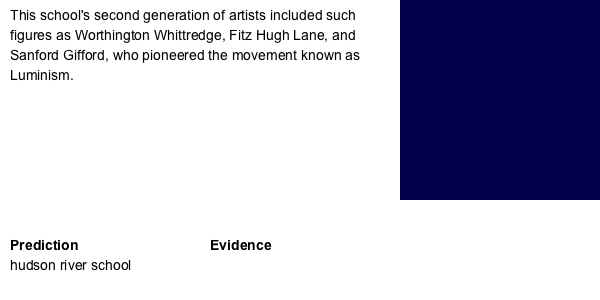 This school's second generation of artists included such
figures as Worthington Whittredge, Fitz Hugh Lane, and
Sanford Gifford, who pioneered the movement known as
Luminism.
Prediction Evidence
hudson river school